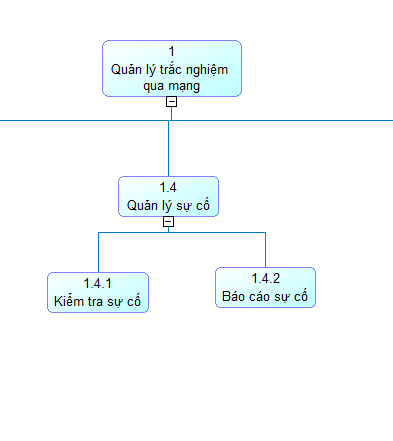 1
Quản lý trắc nghiệm
qua mạng
1.4
Quản lý sự cố
1.4.1
Kiểm tra sự cố
1.4.2
Báo cáo sự cố